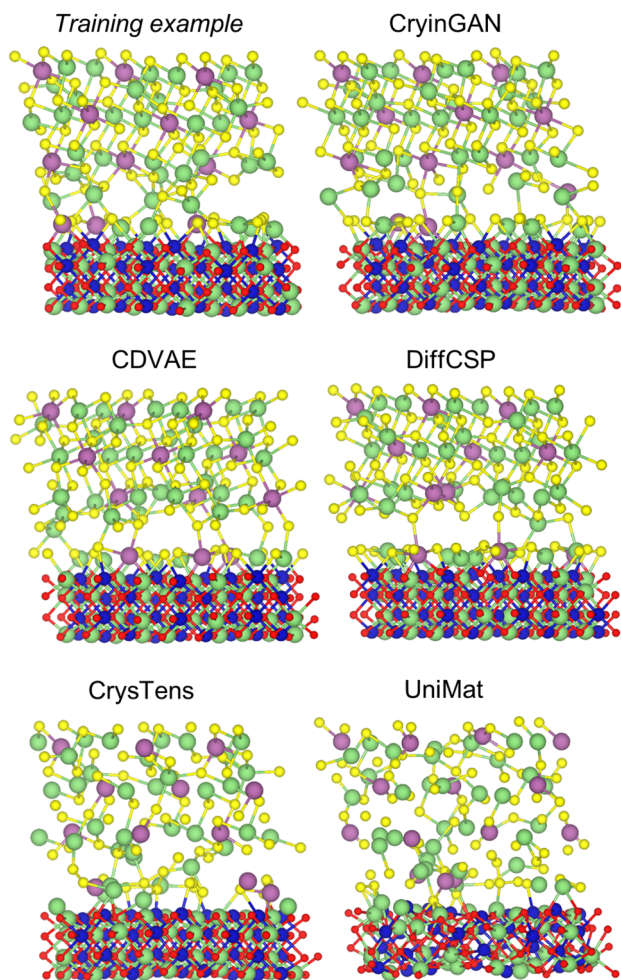 Training example
CryinGAN
CDVAE
DiffCSP
CrysTens
UniMat